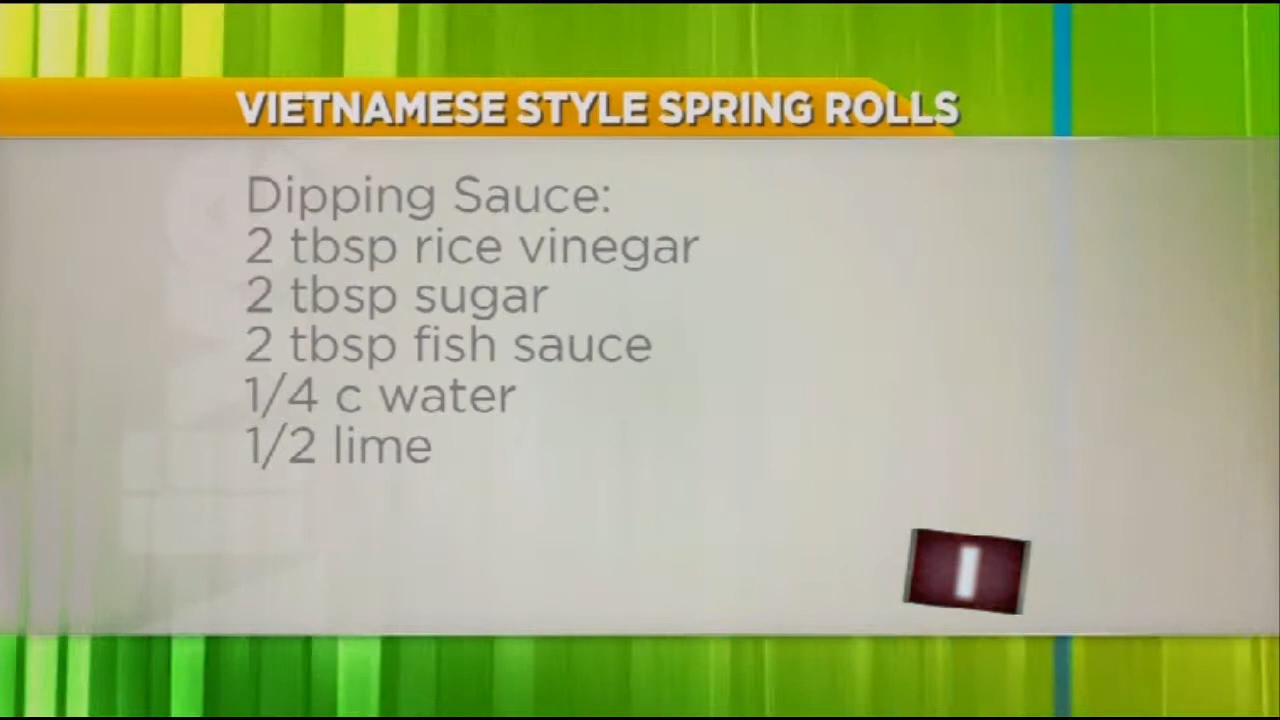 VIETNAMESE STYLE SPRING ROLLS
Dipping Sauce:
2 tbsp rice vinegar
2 tbsp sugar
2 tbsp fish sauce
1/4 c water
1/2 lime